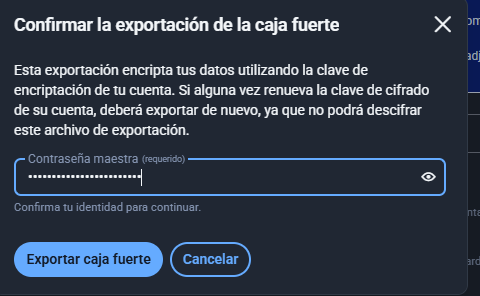 Confirmar la exportación de la caja fuerte
Esta exportación encripta tus datos utilizando la clave de
encriptación de tu cuenta. Si alguna vez renueva la clave de cifrado
de su cuenta, deberá exportar de nuevo, ya que no podrá descifrar
este archivo de exportación.
Contraseña maestra (requerido)
Confirma tu identidad para continuar.
Exportar caja fuerte
Cancelar